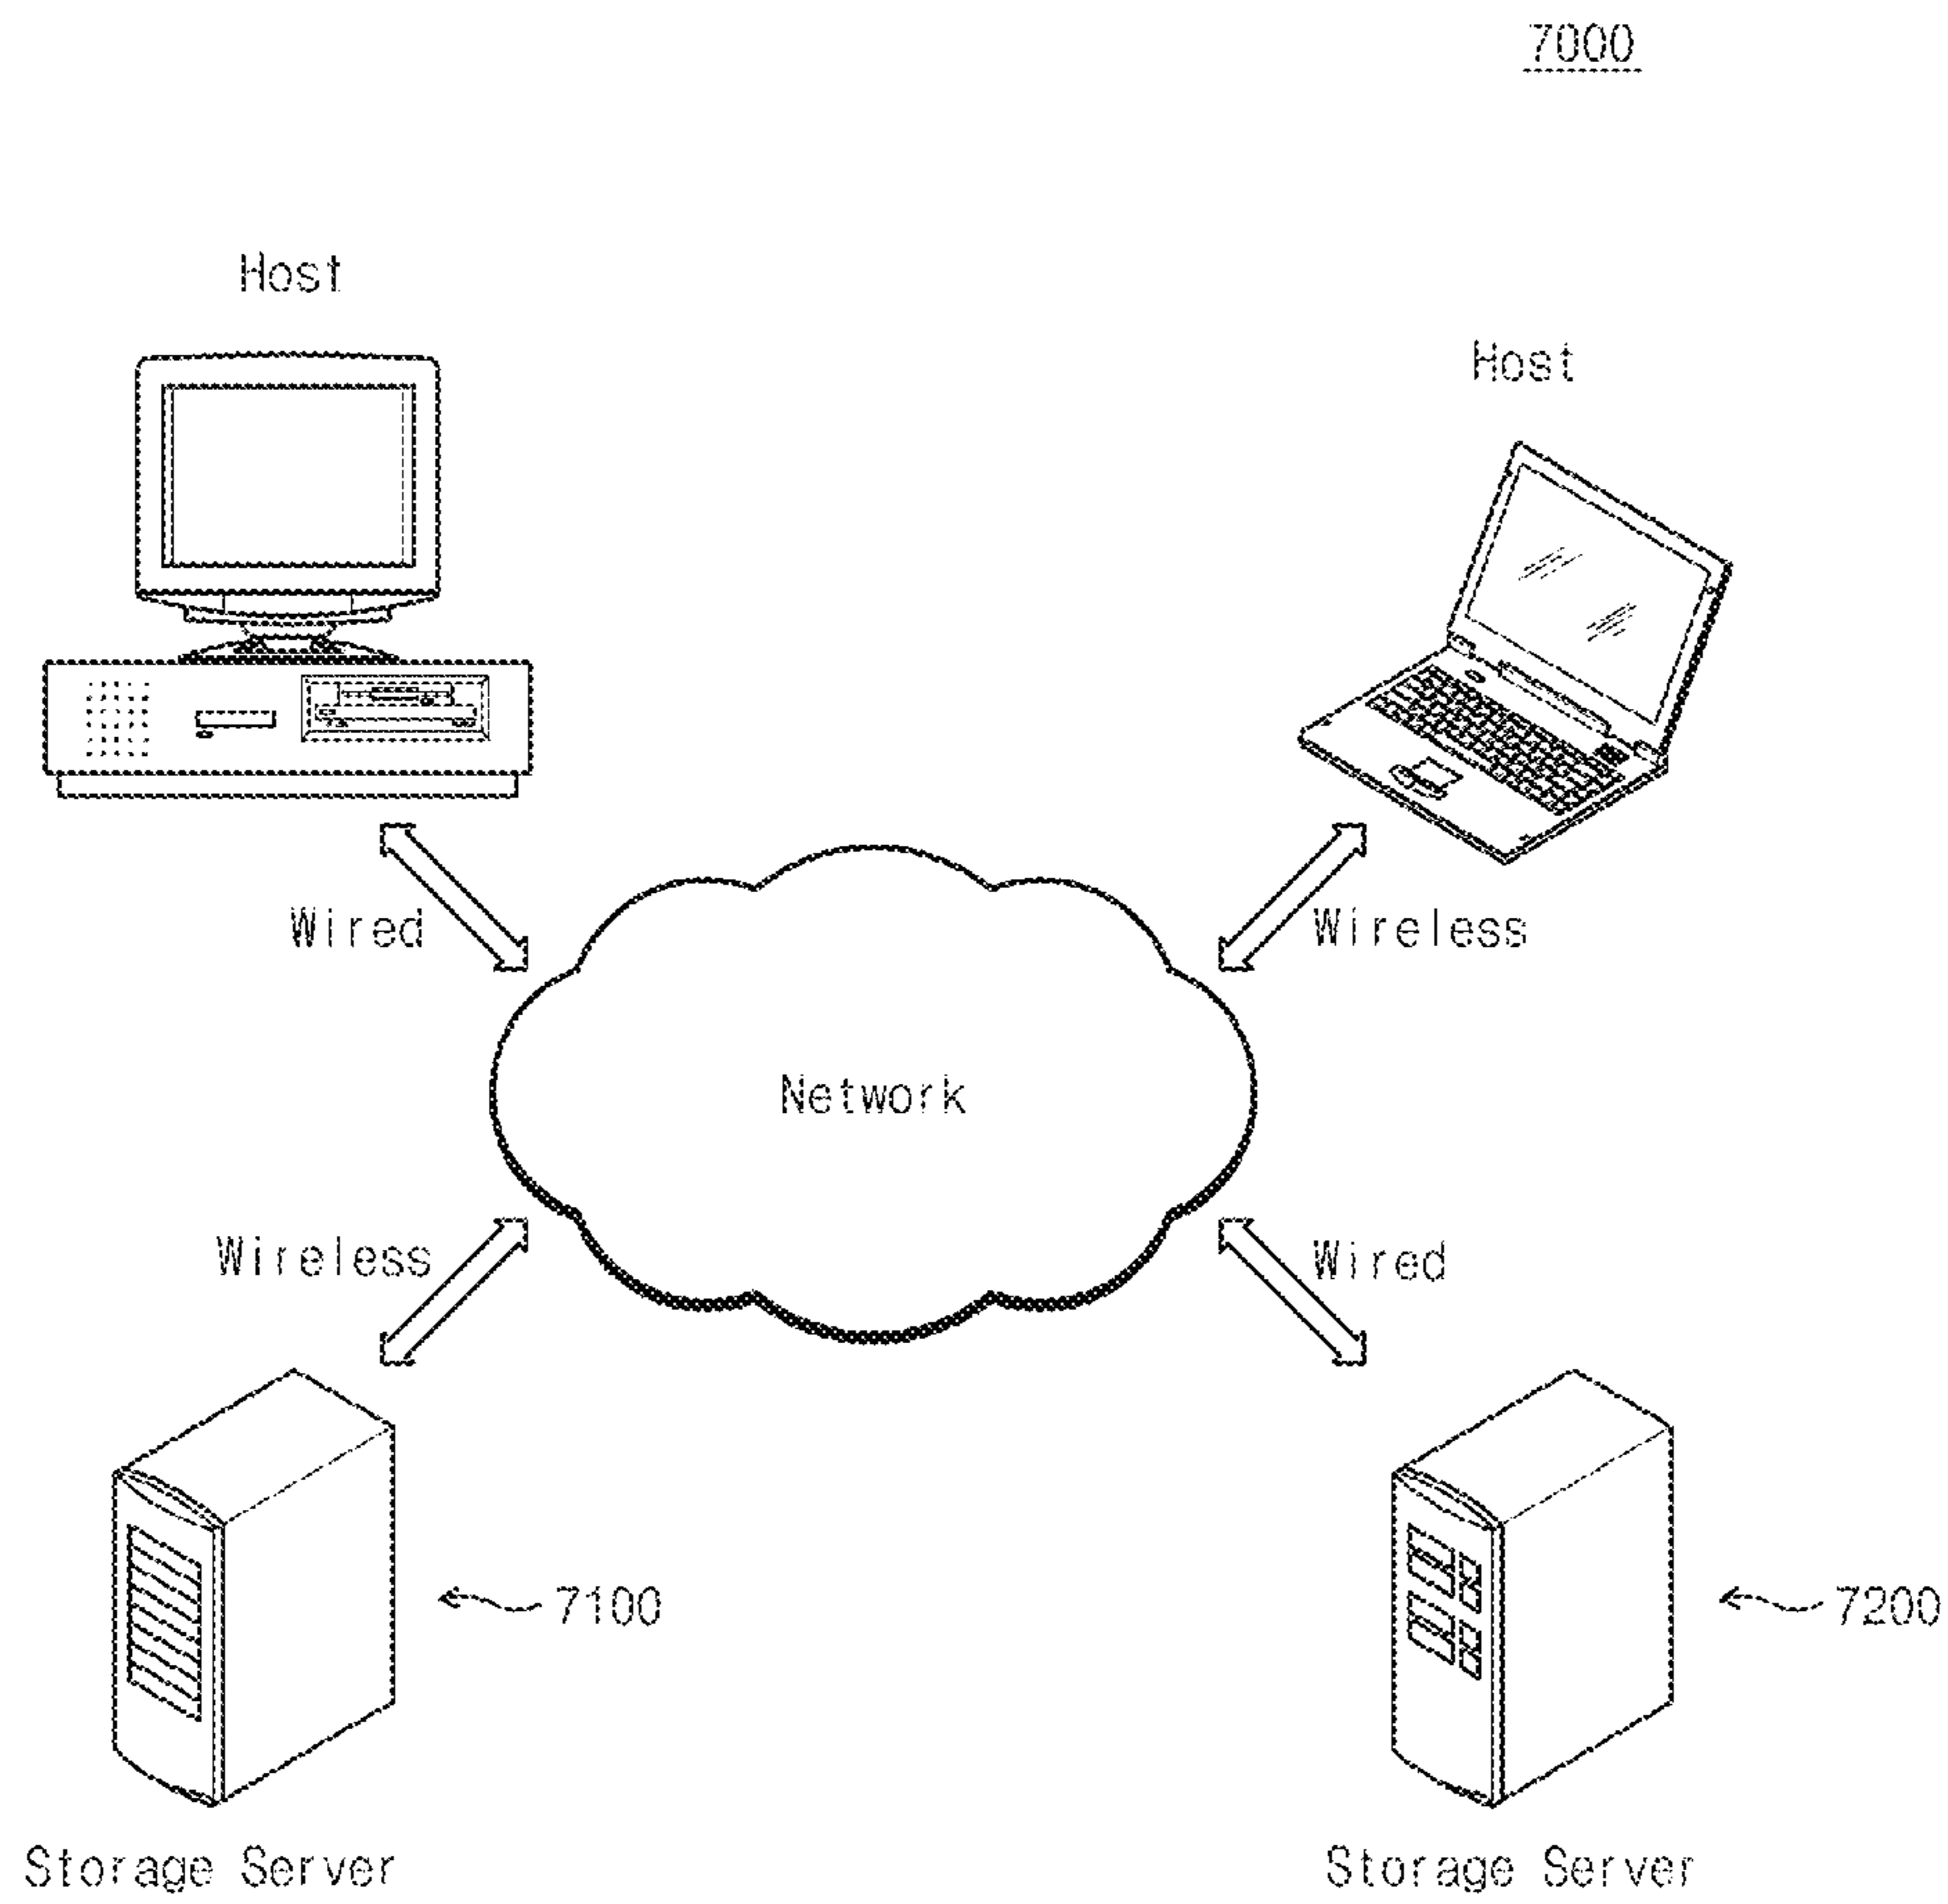 7000
Host
Host
Wired
Wireless
Network
Wireless
Wired
7100
7200
Storage Server
Storage Server